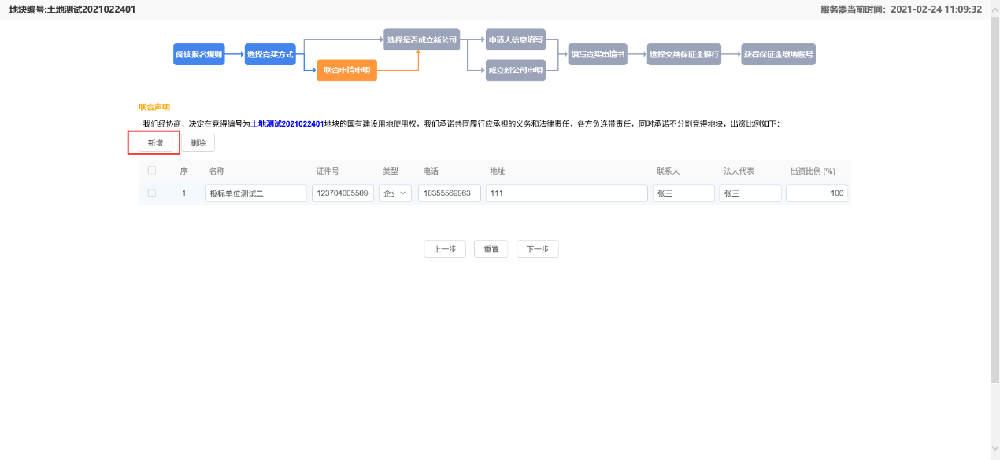 地块编号:土地测试2021022401
服务器当前时间：2021-02-24 11:09:32
阅读报名规则
选择竞买方式
选择是否成立新公司
联合申请申明
申请人信息填写
成立新公司申明
填写竞买申请书
选择交纳保证金银行
获得保证金缴纳账号
联合声明
我们经协商，决定在竞得编号为土地测试2021022401地块的国有建设用地使用权，我们承诺共同履行应承担的义务和法律责任，各方负连带责任，同时承诺不分割竞得地块，出资比例如下：
新增 删除
序 名称 证件号 类型 电话 地址 联系人 法人代表 出资比例 (%)
1 投标单位测试二 123704005509 企业 18355569963 111 张三 张三 100
上一步 重置 下一步